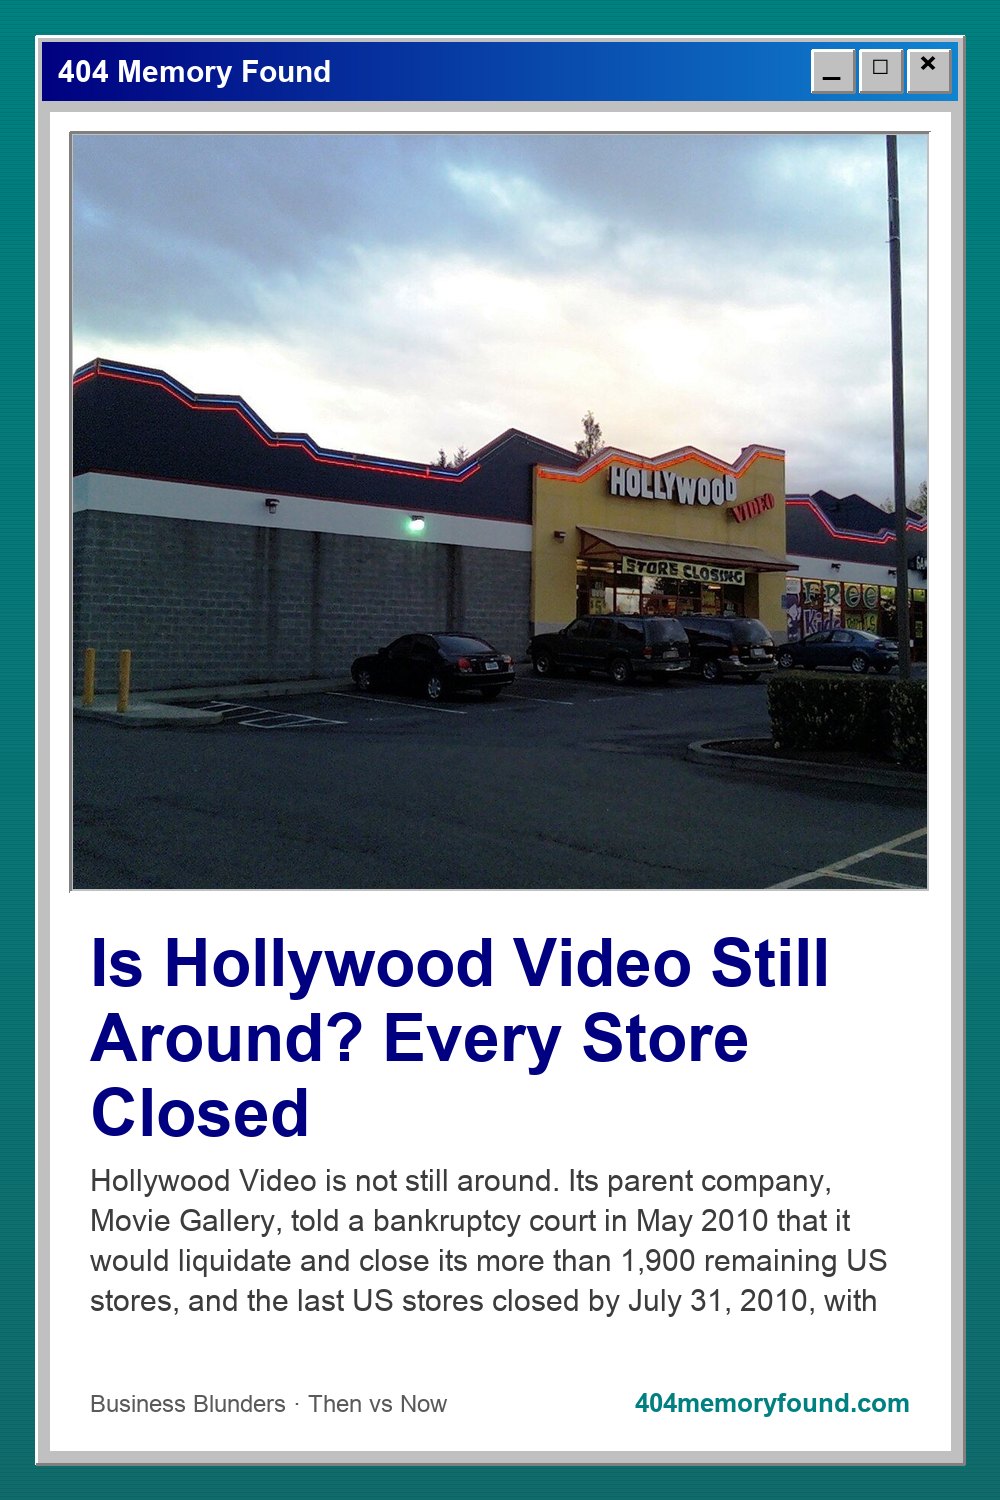 404 Memory Found
HOLLYWOOD
VIDEO
STORE CLOSING
FREE
Kids
Is Hollywood Video Still
Around? Every Store
Closed
Hollywood Video is not still around. Its parent company,
Movie Gallery, told a bankruptcy court in May 2010 that it
would liquidate and close its more than 1,900 remaining US
stores, and the last US stores closed by July 31, 2010, with
Business Blunders · Then vs Now
404memoryfound.com